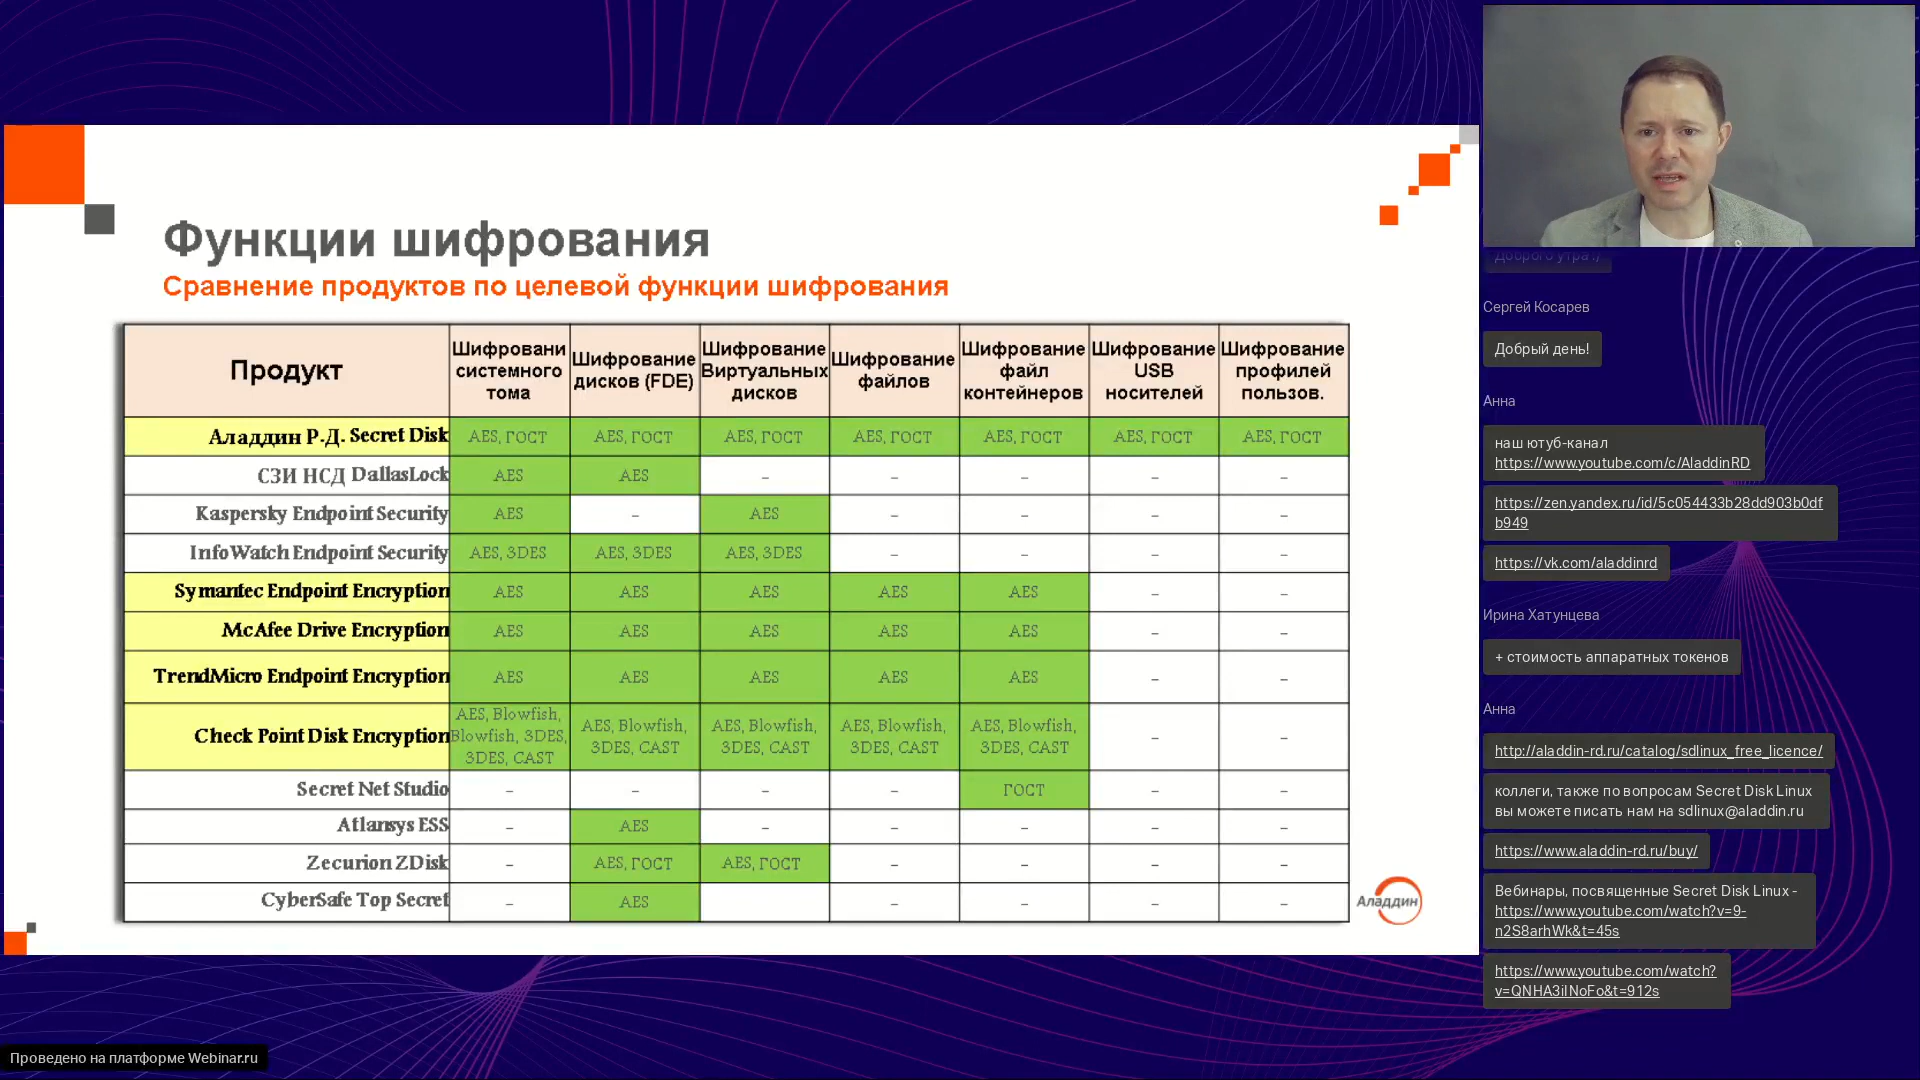 Функции шифрования
Сравнение продуктов по целевой функции шифрования
Продукт
Шифровани системного тома
Шифрование дисков (FDE)
Шифрование Виртуальных дисков
Шифрование файлов
Шифрование файл контейнеров
Шифрование USB носителей
Шифрование профилей пользов.
Аладдин Р.Д. Secret Disk AES, ГОСТ AES, ГОСТ AES, ГОСТ AES, ГОСТ AES, ГОСТ AES, ГОСТ AES, ГОСТ
СЗИ НСД DallasLock AES AES – – – – –
Kaspersky Endpoint Security AES – AES – – – –
InfoWatch Endpoint Security AES, 3DES AES, 3DES AES, 3DES – – – –
Symantec Endpoint Encryption AES AES AES AES AES – –
McAfee Drive Encryption AES AES AES AES AES – –
TrendMicro Endpoint Encryption AES AES AES AES AES – –
Check Point Disk Encryption AES, Blowfish, Blowfish, 3DES, 3DES, CAST AES, Blowfish, 3DES, CAST AES, Blowfish, 3DES, CAST AES, Blowfish, 3DES, CAST AES, Blowfish, 3DES, CAST – –
Secret Net Studio – – – – ГОСТ – –
Atlansys ESS – AES – – – – –
Zecurion ZDisk – AES, ГОСТ AES, ГОСТ – – – –
CyberSafe Top Secret – AES – – – –
Аладдин
Доброго утра :)
Сергей Косарев
Добрый день!
Анна
наш ютуб-канал
https://www.youtube.com/c/AladdinRD
https://zen.yandex.ru/id/5c054433b28dd903b0df
b949
https://vk.com/aladdinrd
Ирина Хатунцева
+ стоимость аппаратных токенов
Анна
http://aladdin-rd.ru/catalog/sdlinux_free_licence/
коллеги, также по вопросам Secret Disk Linux
вы можете писать нам на sdlinux@aladdin.ru
https://www.aladdin-rd.ru/buy/
Вебинары, посвященные Secret Disk Linux -
https://www.youtube.com/watch?v=9-
n2S8arhWk&t=45s
https://www.youtube.com/watch?
v=QNHA3ilNoFo&t=912s
Проведено на платформе Webinar.ru